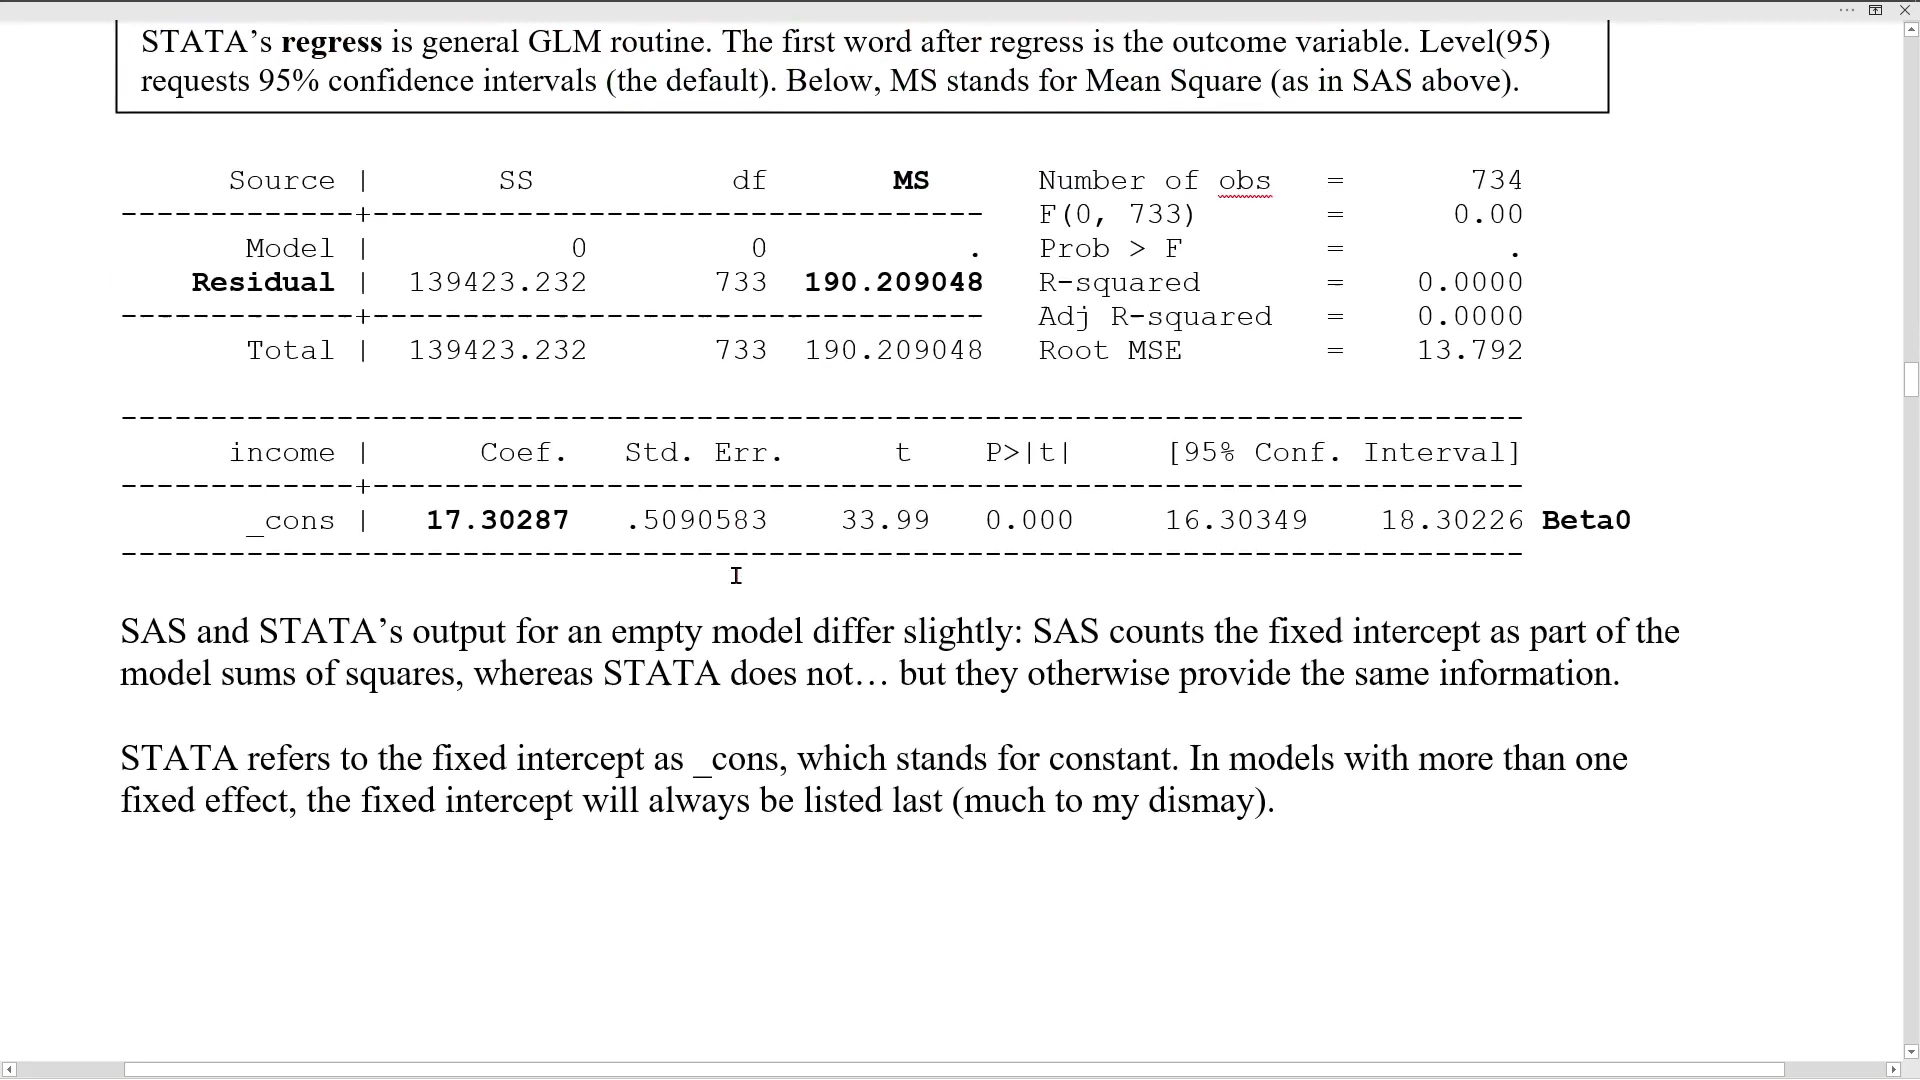 STATA’s regress is general GLM routine. The first word after regress is the outcome variable. Level(95)
requests 95% confidence intervals (the default). Below, MS stands for Mean Square (as in SAS above).
Source | SS df MS Number of obs = 734
-------------+---------------------------------- F(0, 733) = 0.00
Model | 0 0 . Prob > F = .
Residual | 139423.232 733 190.209048 R-squared = 0.0000
-------------+---------------------------------- Adj R-squared = 0.0000
Total | 139423.232 733 190.209048 Root MSE = 13.792
------------------------------------------------------------------------------
income | Coef. Std. Err. t P>|t| [95% Conf. Interval]
-------------+----------------------------------------------------------------
_cons | 17.30287 .5090583 33.99 0.000 16.30349 18.30226 Beta0
------------------------------------------------------------------------------
SAS and STATA’s output for an empty model differ slightly: SAS counts the fixed intercept as part of the
model sums of squares, whereas STATA does not… but they otherwise provide the same information.
STATA refers to the fixed intercept as _cons, which stands for constant. In models with more than one
fixed effect, the fixed intercept will always be listed last (much to my dismay).